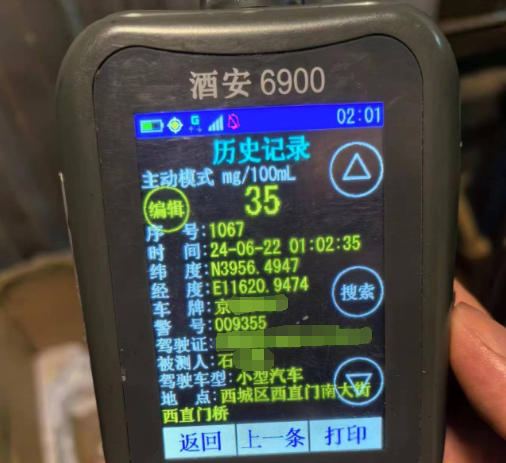 酒安 6900
G 02:01
历史记录
主动模式 mg/100mL
编辑 35
序 号:1067
时 间:24-06-22 01:02:35
纬 度:N3956.4947
经 度:E11620.9474
搜索
车 牌:京
警 号:009355
驾驶证:
被测人:石
驾驶车型:小型汽车
地 点:西城区西直门南大街
西直门桥
返回 上一条 打印